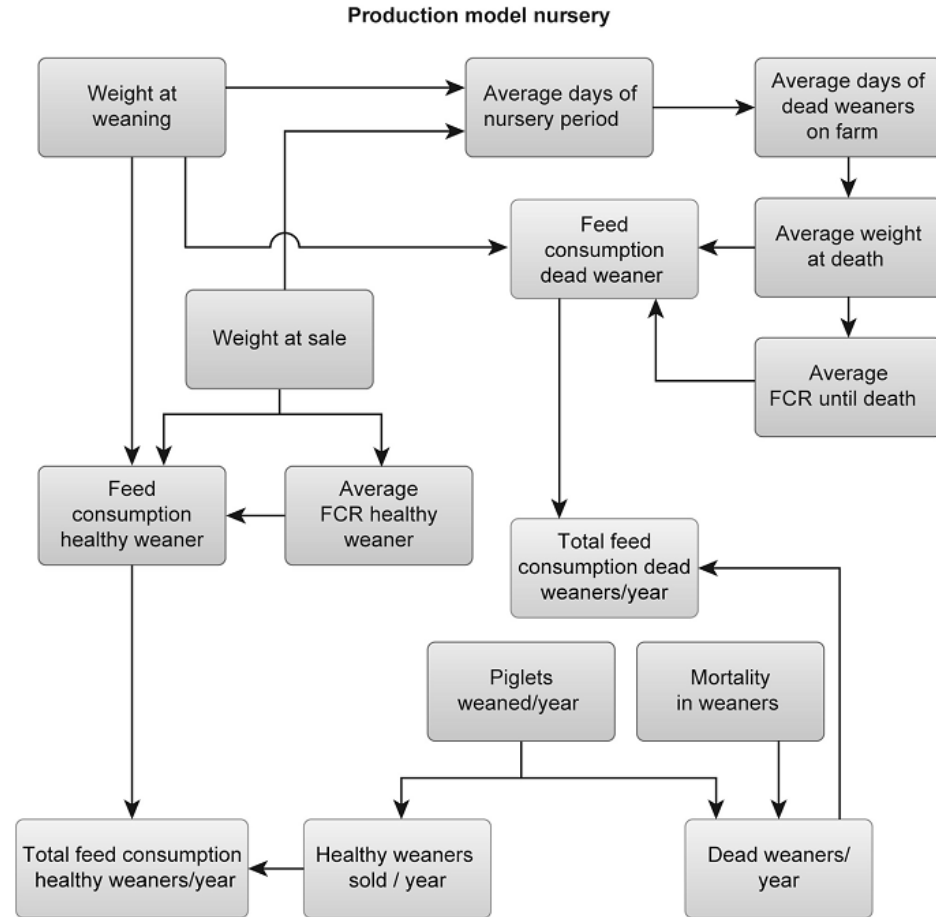 Production model nursery
Weight at
weaning
Average days of
nursery period
Average days of
dead weaners
on farm
Feed
consumption
dead weaner
Average weight
at death
Weight at sale
Average
FCR until death
Feed
consumption
healthy weaner
Average
FCR healthy
weaner
Total feed
consumption dead
weaners/year
Piglets
weaned/year
Mortality
in weaners
Total feed consumption
healthy weaners/year
Healthy weaners
sold / year
Dead weaners/
year